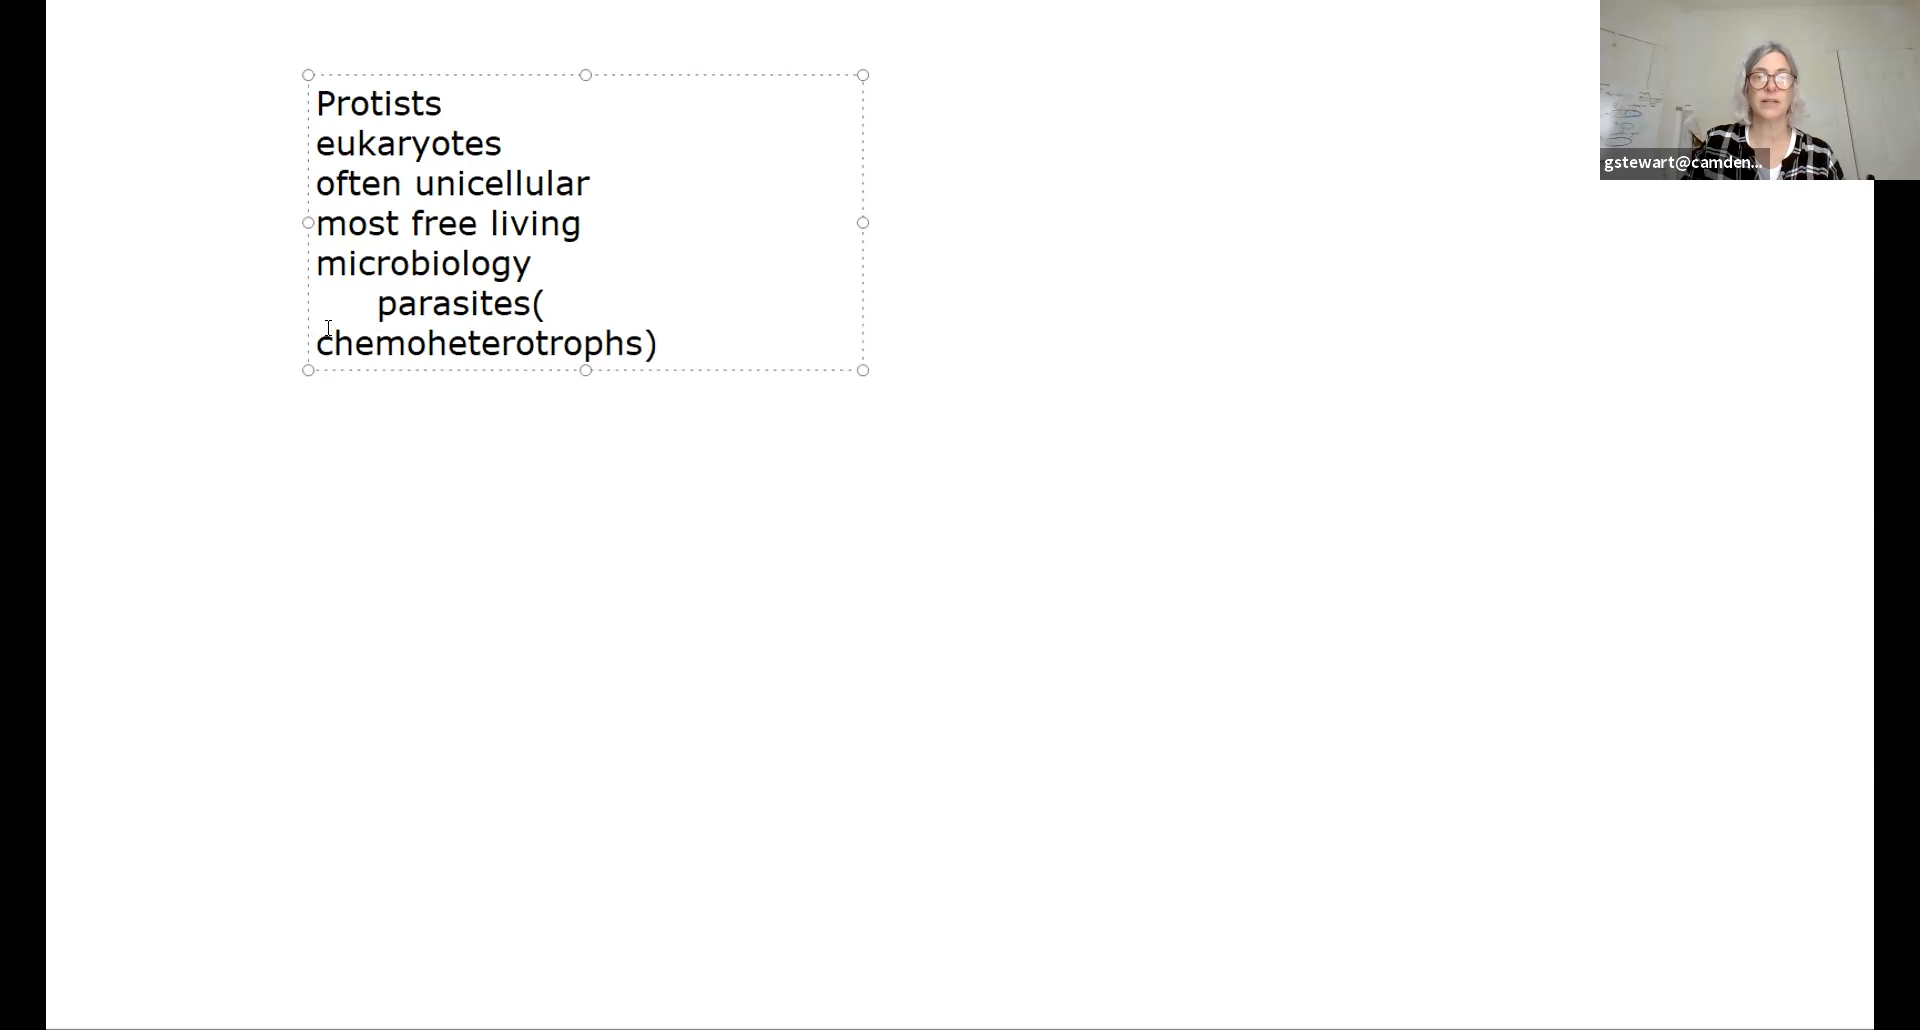 Protists
eukaryotes
often unicellular
most free living
microbiology
parasites(
chemoheterotrophs)
gstewart@camden...